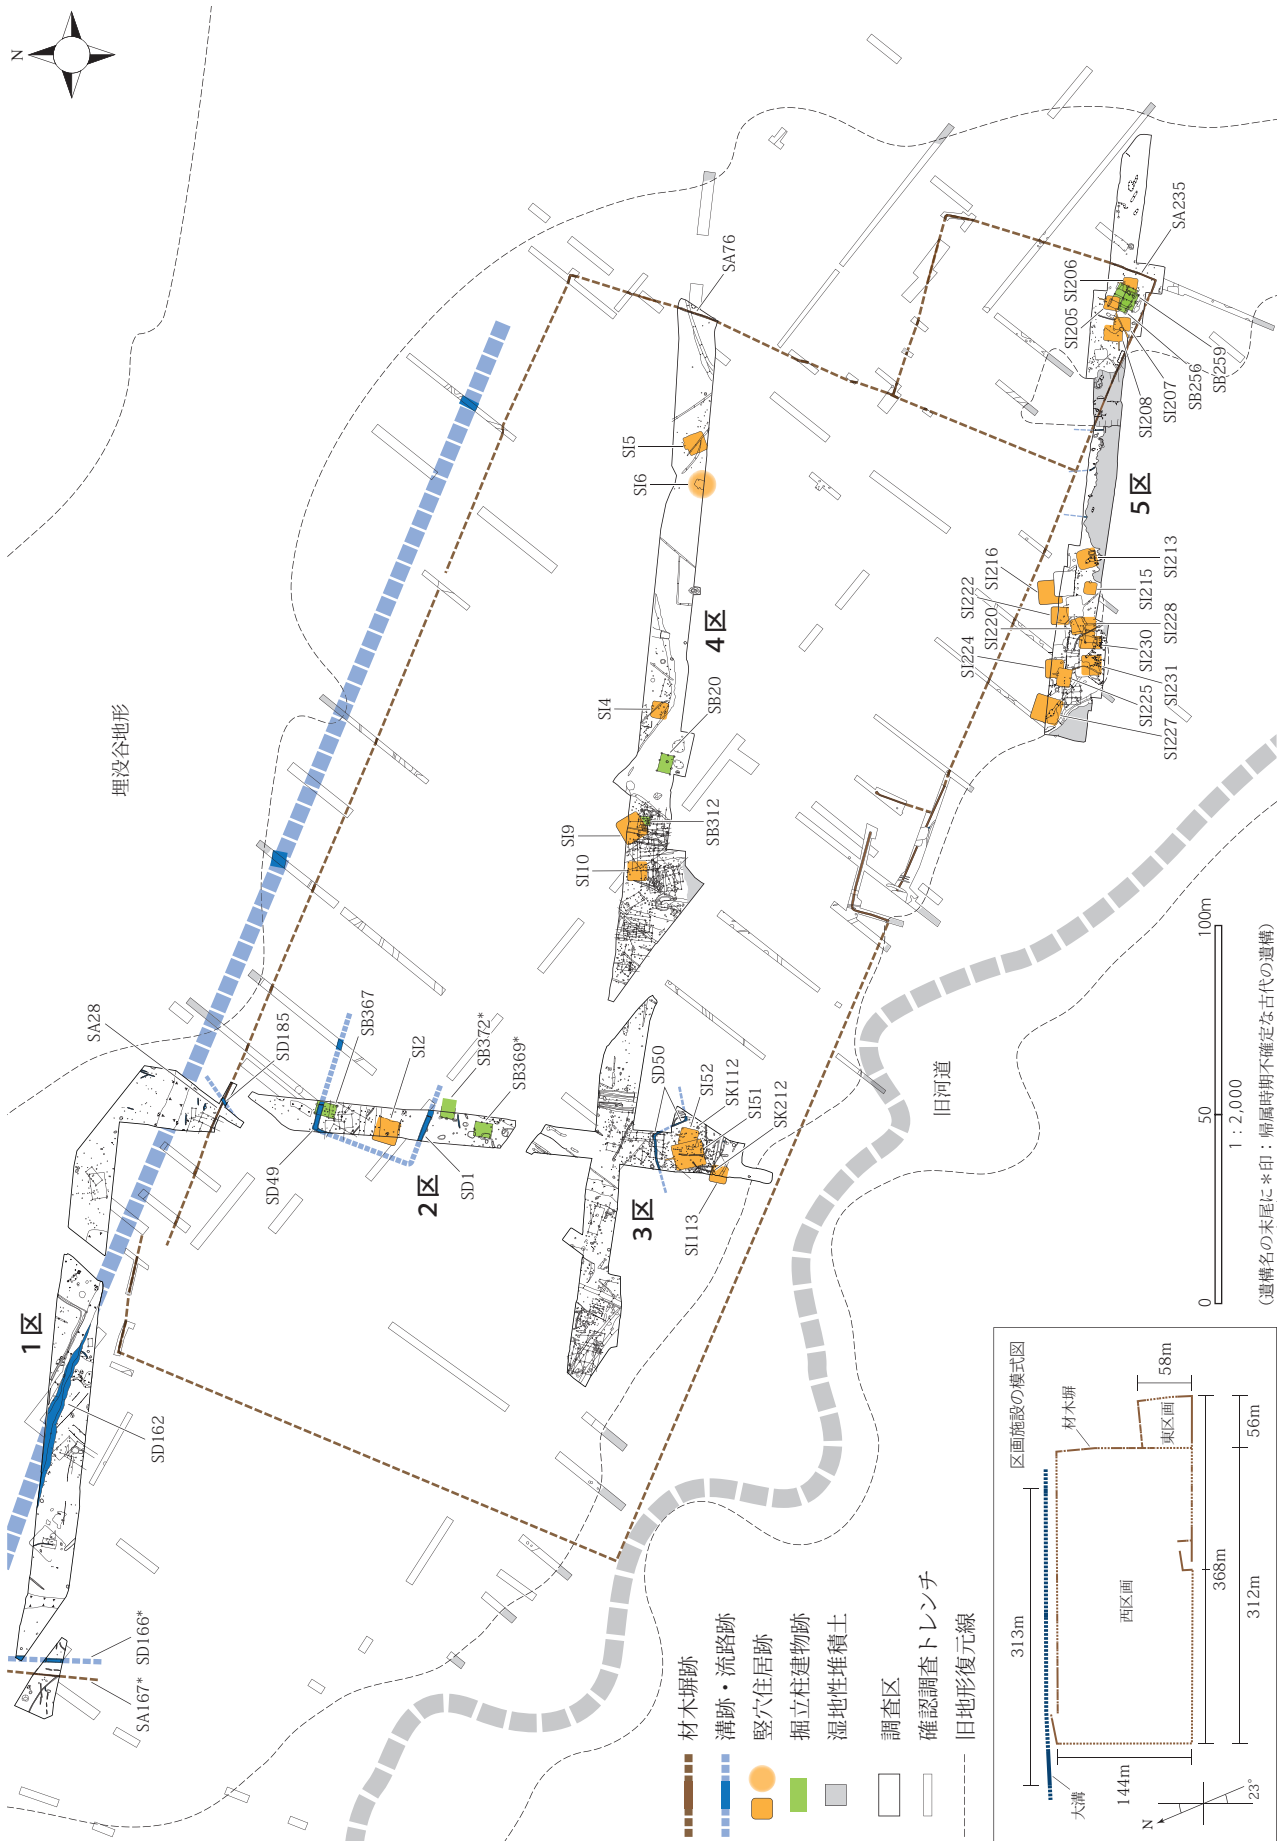 N
埋没谷地形
1区
SA28
SD185
SD162
SA167*
SD166*
SB367
SI2
SB372*
SB369*
SD49
SD1
2区
3区
SD50
SI52
SK112
SI51
SK212
SI113
4区
SA76
SI5
SI6
SI4
SB20
SI9
SI10
SB312
5区
SA235
SI205
SI206
SI208
SI207
SB256
SB259
SI213
SI215
SI216
SI222
SI220
SI224
SI228
SI230
SI231
SI225
SI227
旧河道
0
50
100m
1:2,000
(遺構名の末尾に*印:帰属時期不確定な古代の遺構)
材木塀跡
溝跡・流路跡
竪穴住居跡
掘立柱建物跡
湿地性堆積土
調査区
確認調査トレンチ
旧地形復元線
区画施設の模式図
材木塀
東区画
西区画
大溝
313m
58m
56m
368m
312m
144m
N
23°